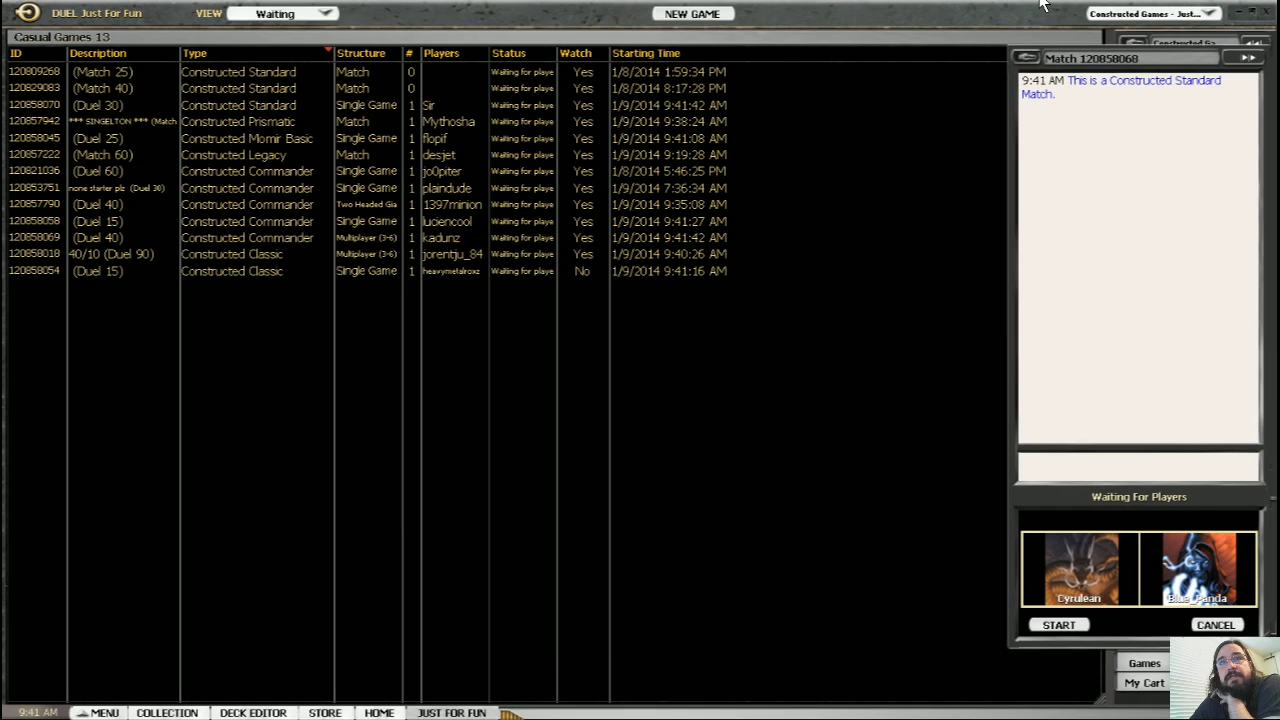 DUEL Just For Fun VIEW Waiting NEW GAME Constructed Games - Just...
Casual Games 13
ID Description Type Structure # Players Status Watch Starting Time
120809268 (Match 25) Constructed Standard Match 0 Waiting for playe Yes 1/8/2014 1:59:34 PM
120829083 (Match 40) Constructed Standard Match 0 Waiting for playe Yes 1/8/2014 8:17:28 PM
120858070 (Duel 30) Constructed Standard Single Game 1 Sir Waiting for playe Yes 1/9/2014 9:41:42 AM
120857942 *** SINGELTON *** (Match Constructed Prismatic Match 1 Mythosha Waiting for playe Yes 1/9/2014 9:38:24 AM
120858045 (Duel 25) Constructed Momir Basic Single Game 1 flopif Waiting for playe Yes 1/9/2014 9:41:08 AM
120857222 (Match 60) Constructed Legacy Match 1 desjet Waiting for playe Yes 1/9/2014 9:19:28 AM
120821036 (Duel 60) Constructed Commander Single Game 1 jo0piter Waiting for playe Yes 1/8/2014 5:46:25 PM
120853751 none starter plz (Duel 30) Constructed Commander Single Game 1 plaindude Waiting for playe Yes 1/9/2014 7:36:34 AM
120857790 (Duel 40) Constructed Commander Two Headed Gia 1 1397minion Waiting for playe Yes 1/9/2014 9:35:08 AM
120858058 (Duel 15) Constructed Commander Single Game 1 luciencool Waiting for playe Yes 1/9/2014 9:41:27 AM
120858069 (Duel 40) Constructed Commander Multiplayer (3-6) 1 kadunz Waiting for playe Yes 1/9/2014 9:41:42 AM
120858018 40/10 (Duel 90) Constructed Classic Multiplayer (3-6) 1 jorentju_84 Waiting for playe Yes 1/9/2014 9:40:26 AM
120858054 (Duel 15) Constructed Classic Single Game 1 heavymetalroxz Waiting for playe No 1/9/2014 9:41:16 AM
Constructed Ga
Match 120858068
9:41 AM This is a Constructed Standard
Match.
Waiting For Players
Cyrulean Blue_Panda
START CANCEL
Games
My Cart
9:41 AM MENU COLLECTION DECK EDITOR STORE HOME JUST FOR FUN